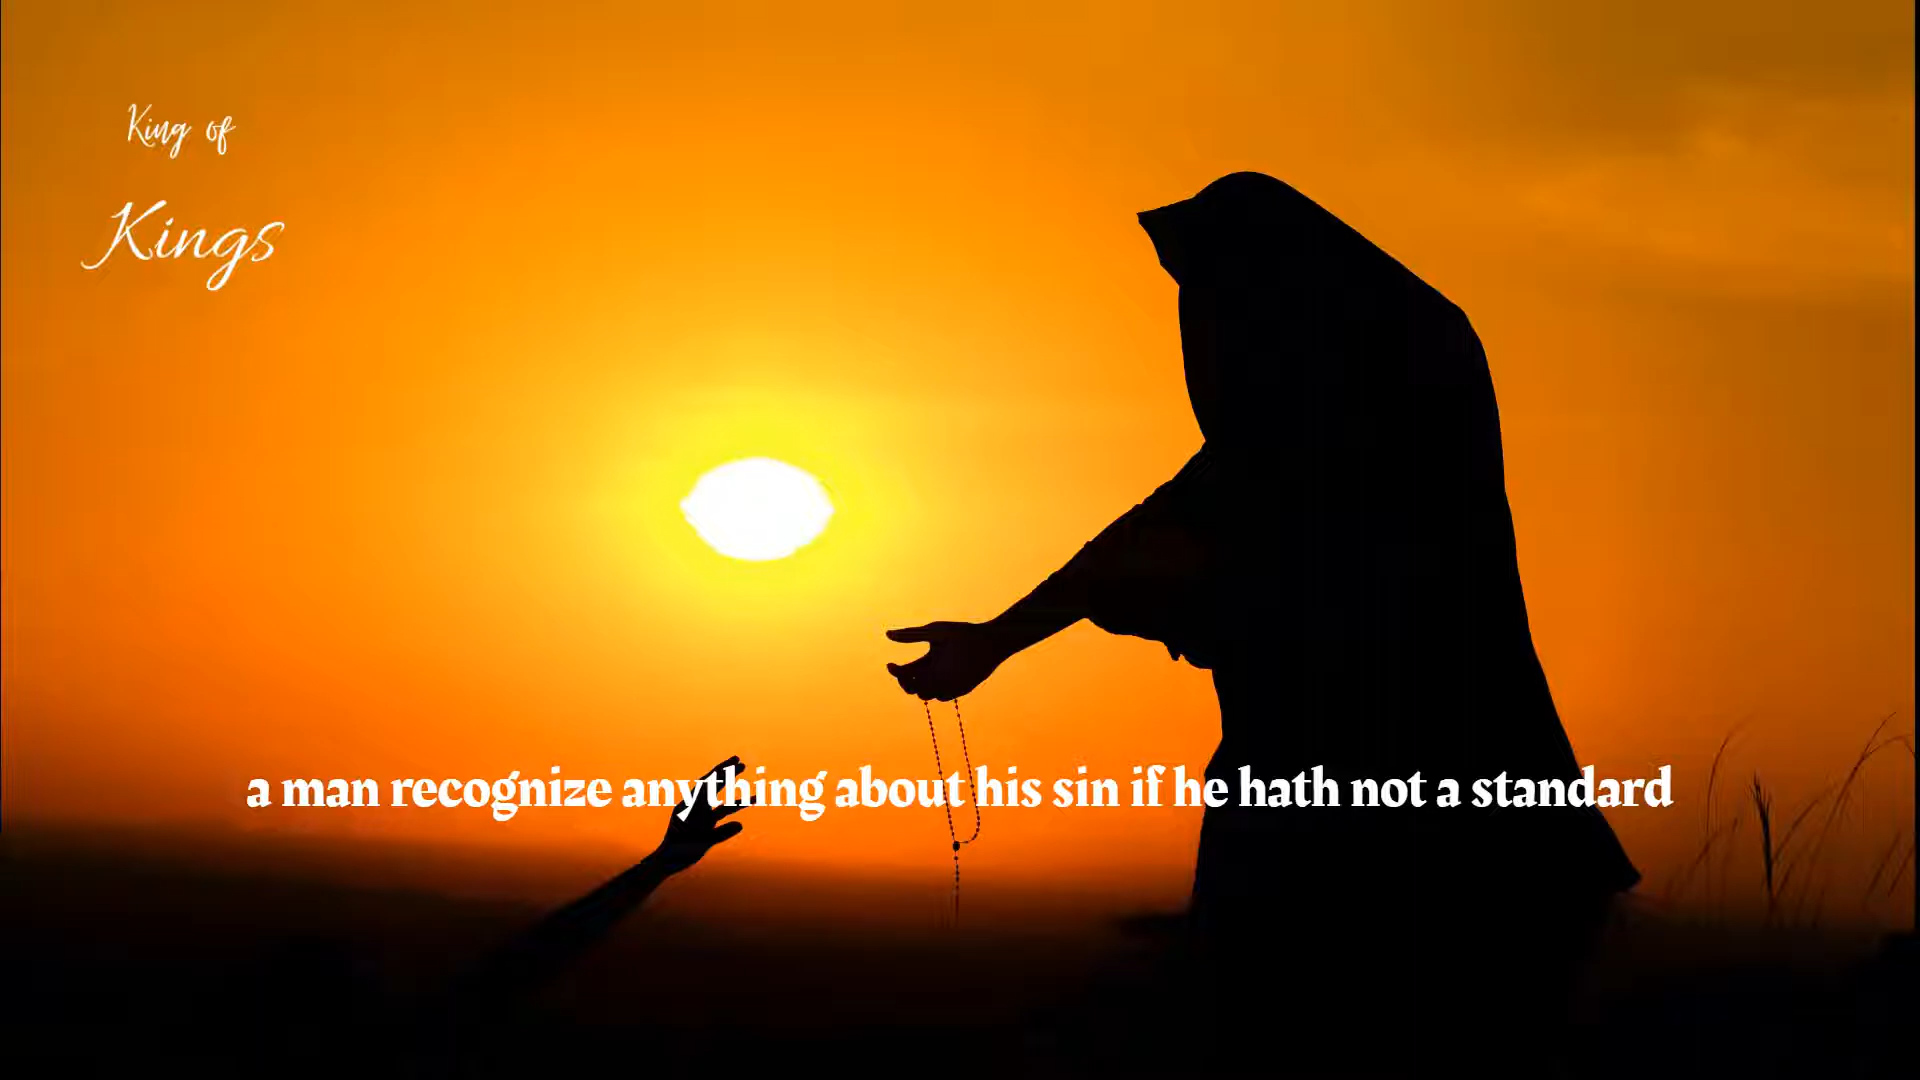 King of
Kings
a man recognize anything about his sin if he hath not a standard